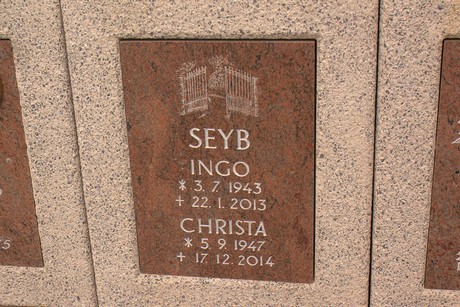 SEYB
INGO
* 3. 7. 1943
+ 22. 1. 2013
CHRISTA
* 5. 9. 1947
+ 17. 12. 2014